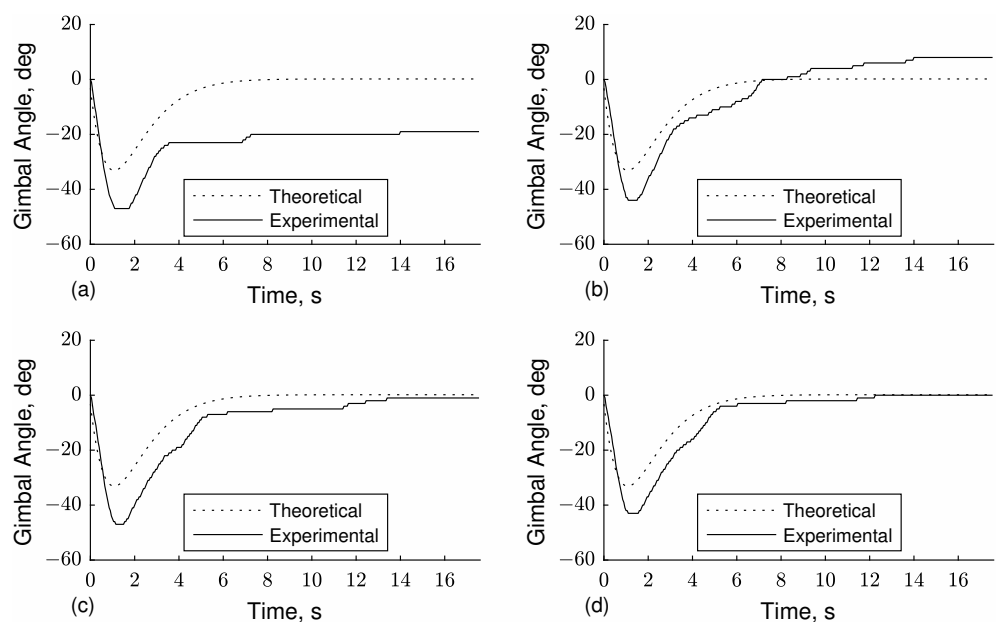 20
0
−20
−40
−60
Gimbal Angle, deg
Theoretical
Experimental
0 2 4 6 8 10 12 14 16
(a)
Time, s
20
0
−20
−40
−60
Gimbal Angle, deg
Theoretical
Experimental
0 2 4 6 8 10 12 14 16
(b)
Time, s
20
0
−20
−40
−60
Gimbal Angle, deg
Theoretical
Experimental
0 2 4 6 8 10 12 14 16
(c)
Time, s
20
0
−20
−40
−60
Gimbal Angle, deg
Theoretical
Experimental
0 2 4 6 8 10 12 14 16
(d)
Time, s